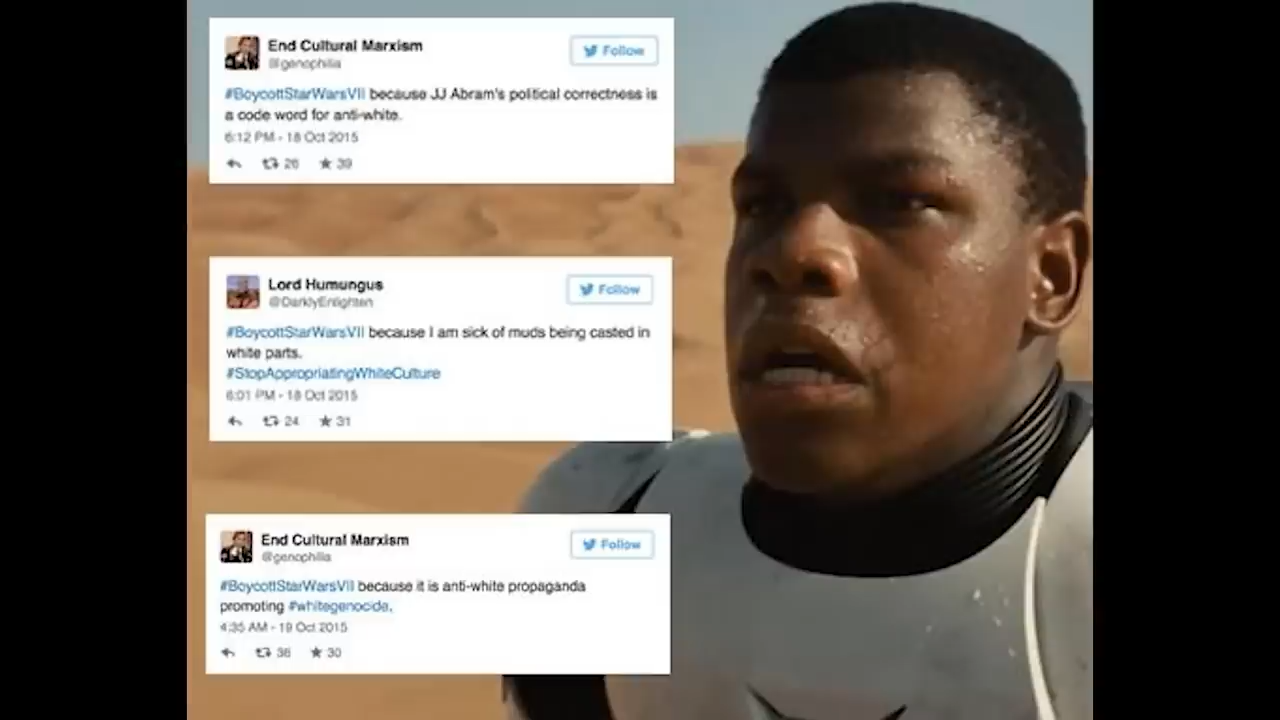 End Cultural Marxism
@genophilia
Follow
#BoycottStarWarsVII because JJ Abram's political correctness is
a code word for anti-white.
6:12 PM - 18 Oct 2015
26 39
Lord Humungus
@DarklyEnlighten
Follow
#BoycottStarWarsVII because I am sick of muds being casted in
white parts.
#StopAppropriatingWhiteCulture
6:01 PM - 18 Oct 2015
24 31
End Cultural Marxism
@genophilia
Follow
#BoycottStarWarsVII because it is anti-white propaganda
promoting #whitegenocide.
4:35 AM - 19 Oct 2015
36 30